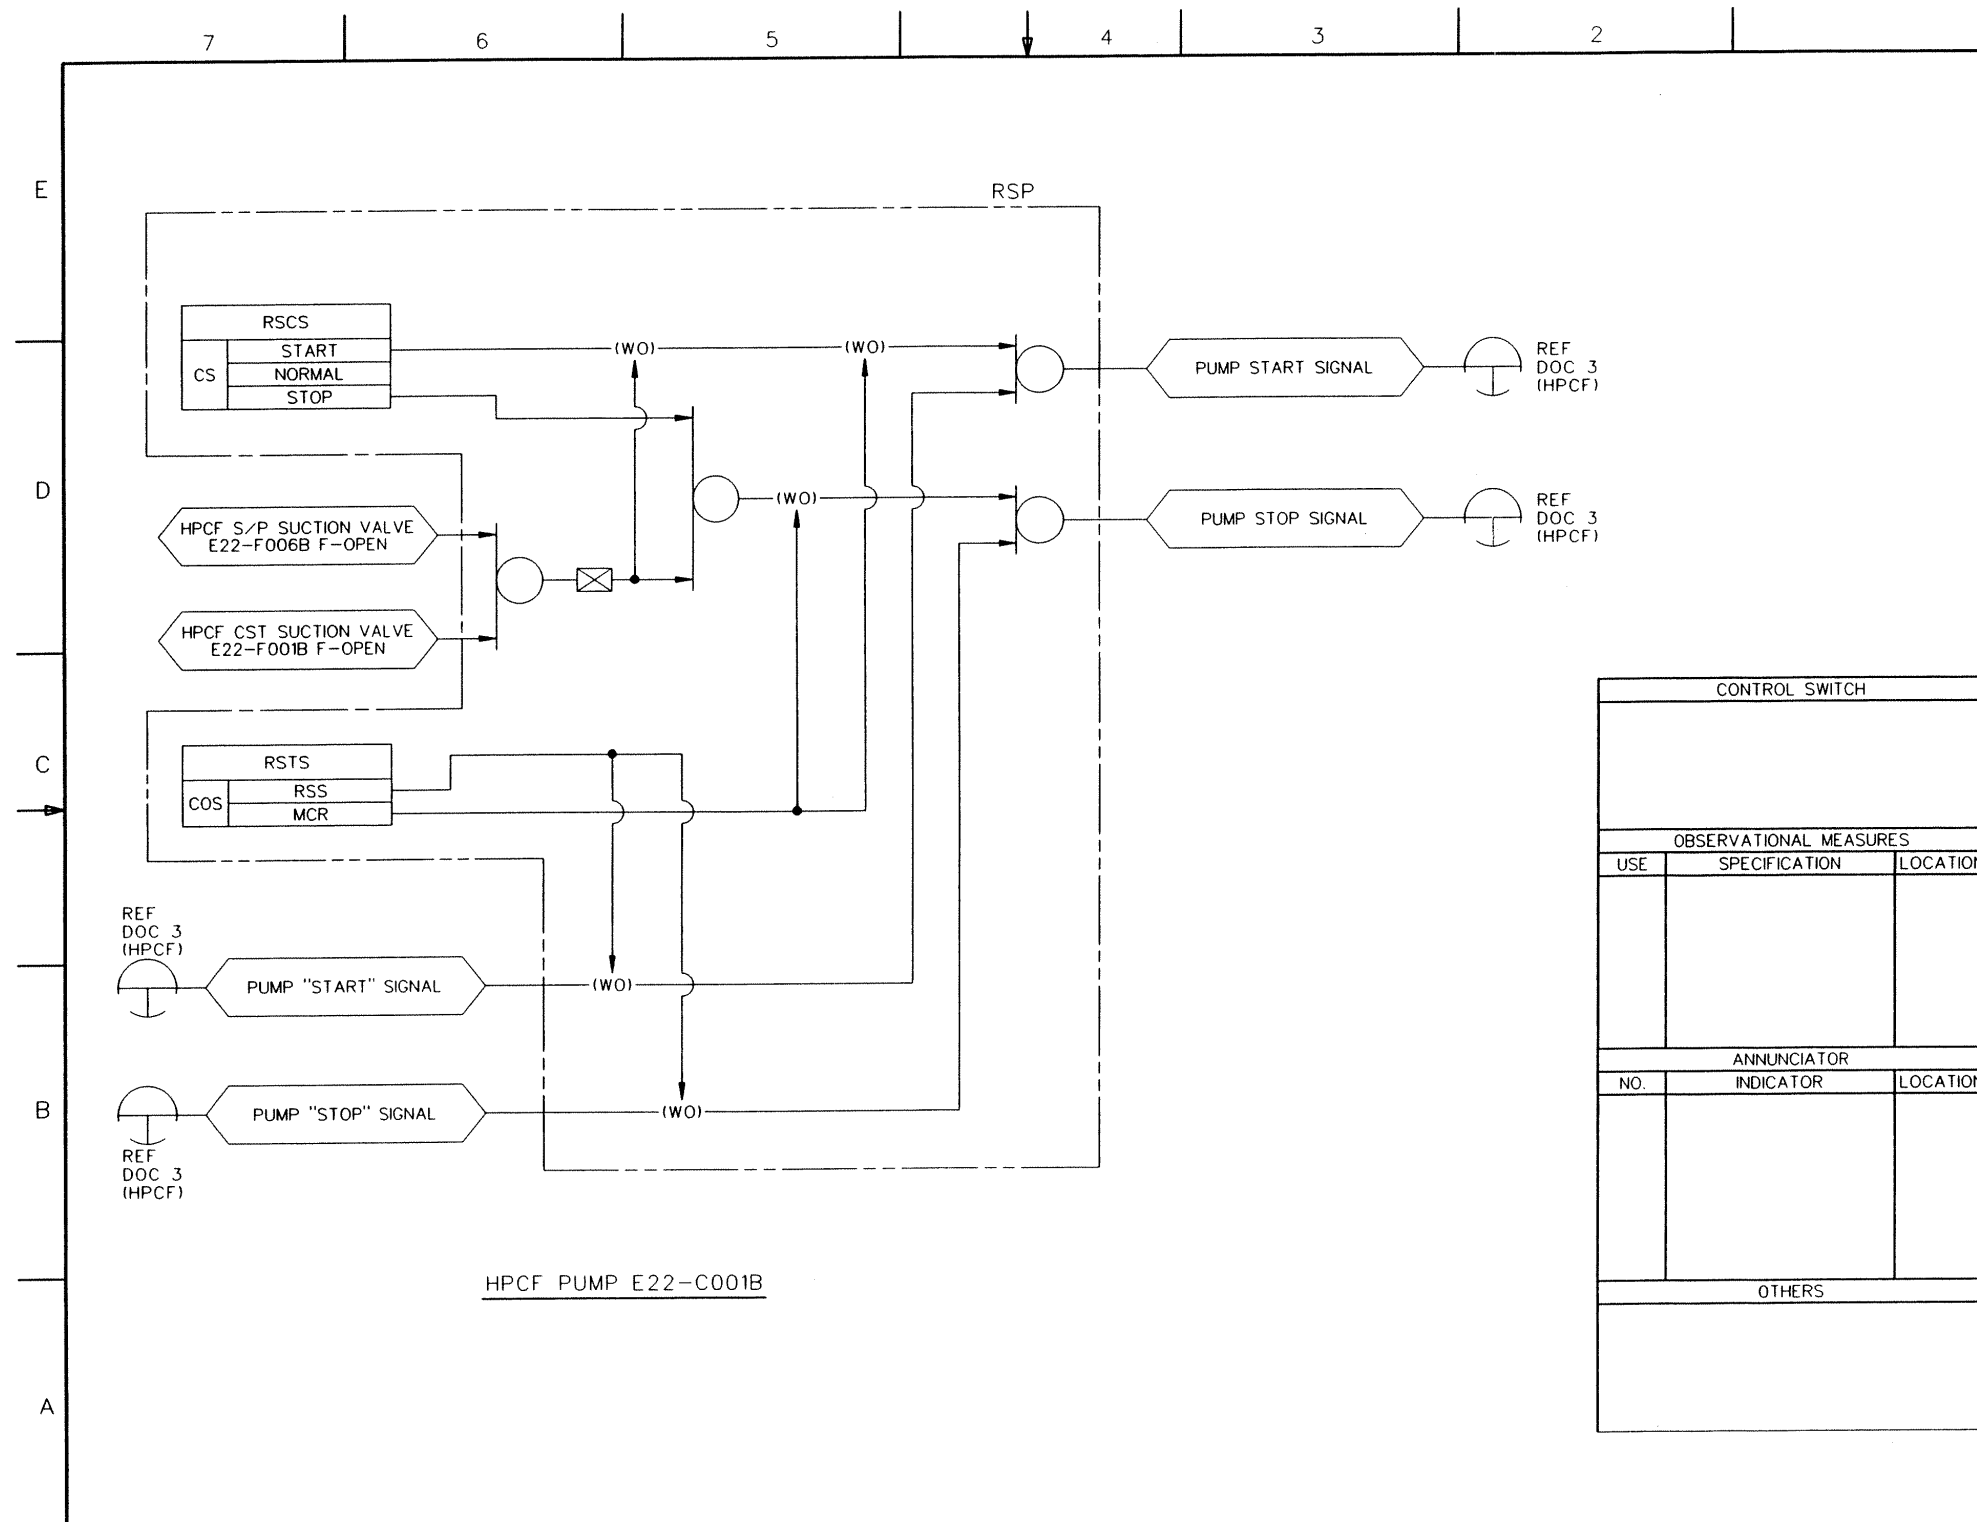 7 6 5 4 3 2
E
RSP
RSCS
CS
START
NORMAL
STOP
(WO)
(WO)
PUMP START SIGNAL
REF
DOC 3
(HPCF)
D
HPCF S/P SUCTION VALVE
E22-F006B F-OPEN
(WO)
PUMP STOP SIGNAL
REF
DOC 3
(HPCF)
HPCF CST SUCTION VALVE
E22-F001B F-OPEN
C
RSTS
COS
RSS
MCR
REF
DOC 3
(HPCF)
PUMP "START" SIGNAL
(WO)
B
PUMP "STOP" SIGNAL
(WO)
REF
DOC 3
(HPCF)
HPCF PUMP E22-C001B
A
CONTROL SWITCH
OBSERVATIONAL MEASURES
USE SPECIFICATION LOCATION
ANNUNCIATOR
NO. INDICATOR LOCATION
OTHERS